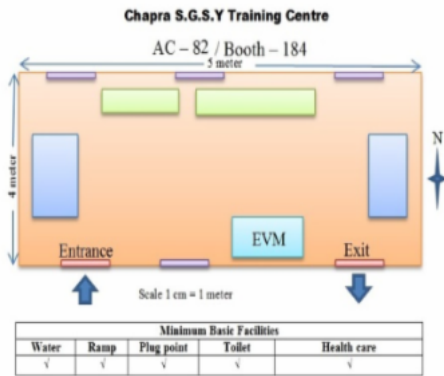 Chapra S.G.S.Y Training Centre
AC – 82 / Booth – 184
5 meter
4 meter
N
EVM
Entrance
Exit
Scale 1 cm = 1 meter
Minimum Basic Facilities
Water Ramp Plug point Toilet Health care
√ √ √ √ √